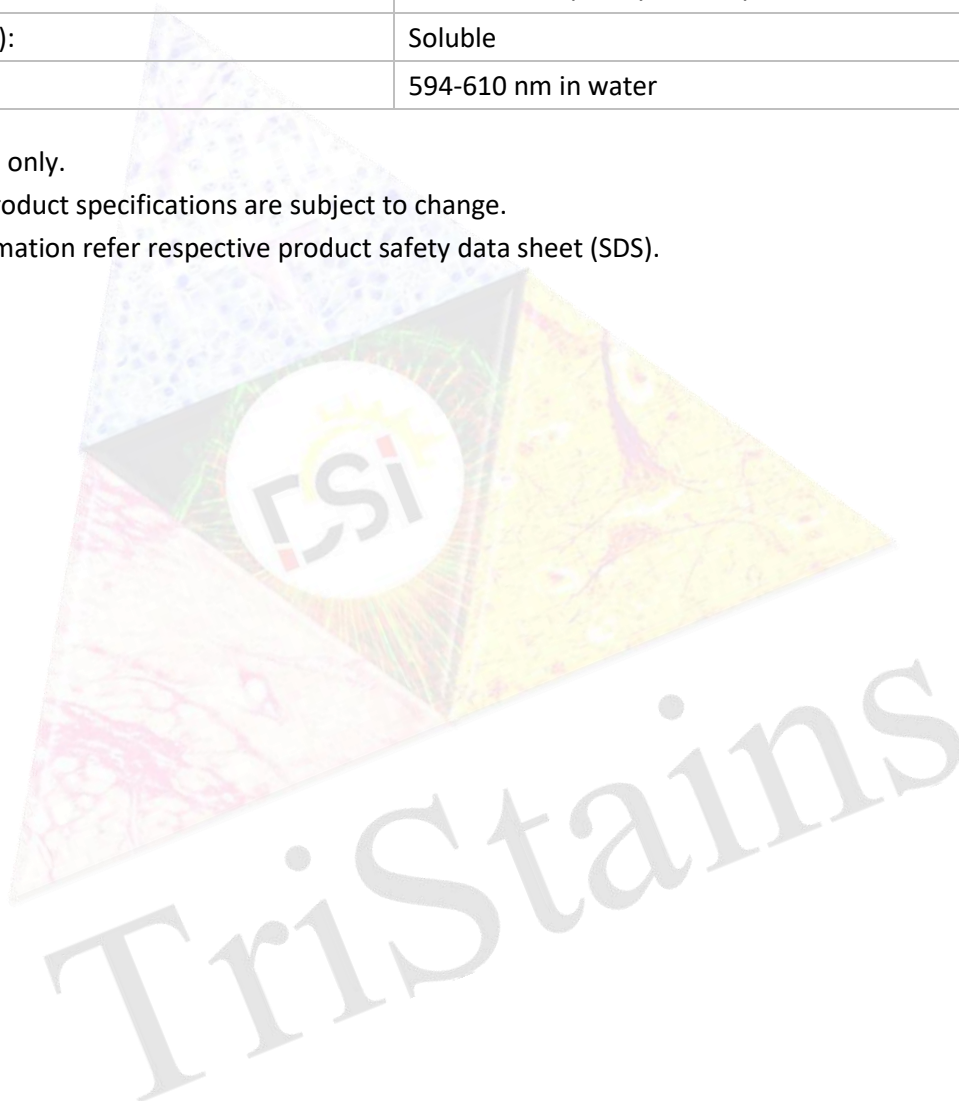 ): Soluble
594-610 nm in water
only.
roduct specifications are subject to change.
mation refer respective product safety data sheet (SDS).
DSi
TriStains